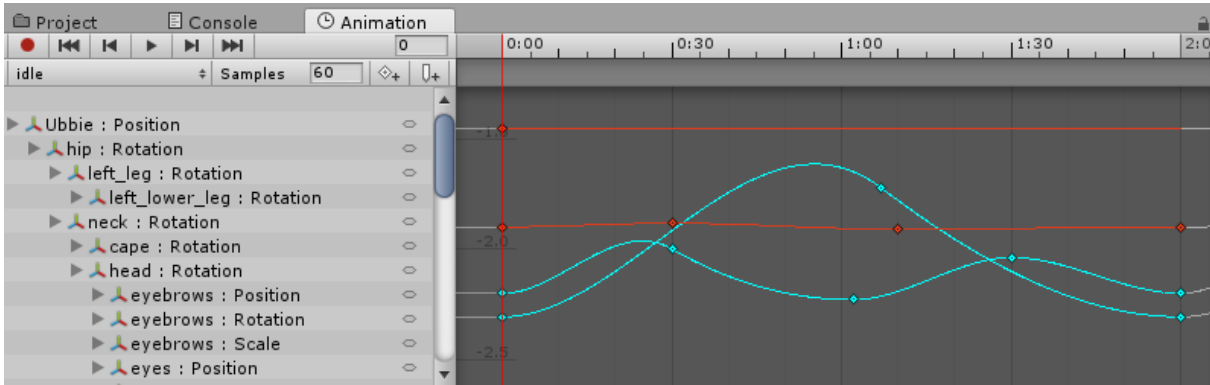 Project Console Animation
0 0:00 0:30 1:00 1:30 2:0
idle Samples 60
Ubbie : Position
-1.5
hip : Rotation
left_leg : Rotation
left_lower_leg : Rotation
neck : Rotation
cape : Rotation
-2.0
head : Rotation
eyebrows : Position
eyebrows : Rotation
eyebrows : Scale
-2.5
eyes : Position